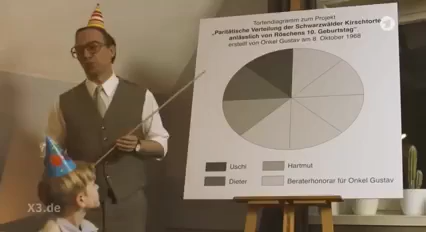 Tortendiagramm zum Projekt
„Paritätische Verteilung der Schwarzwälder Kirschtorte
anlässlich von Röschens 10. Geburtstag"
erstellt von Onkel Gustav am 8. Oktober 1988
Uschi
Hartmut
Dieter
Beraterhonorar für Onkel Gustav
X3.de